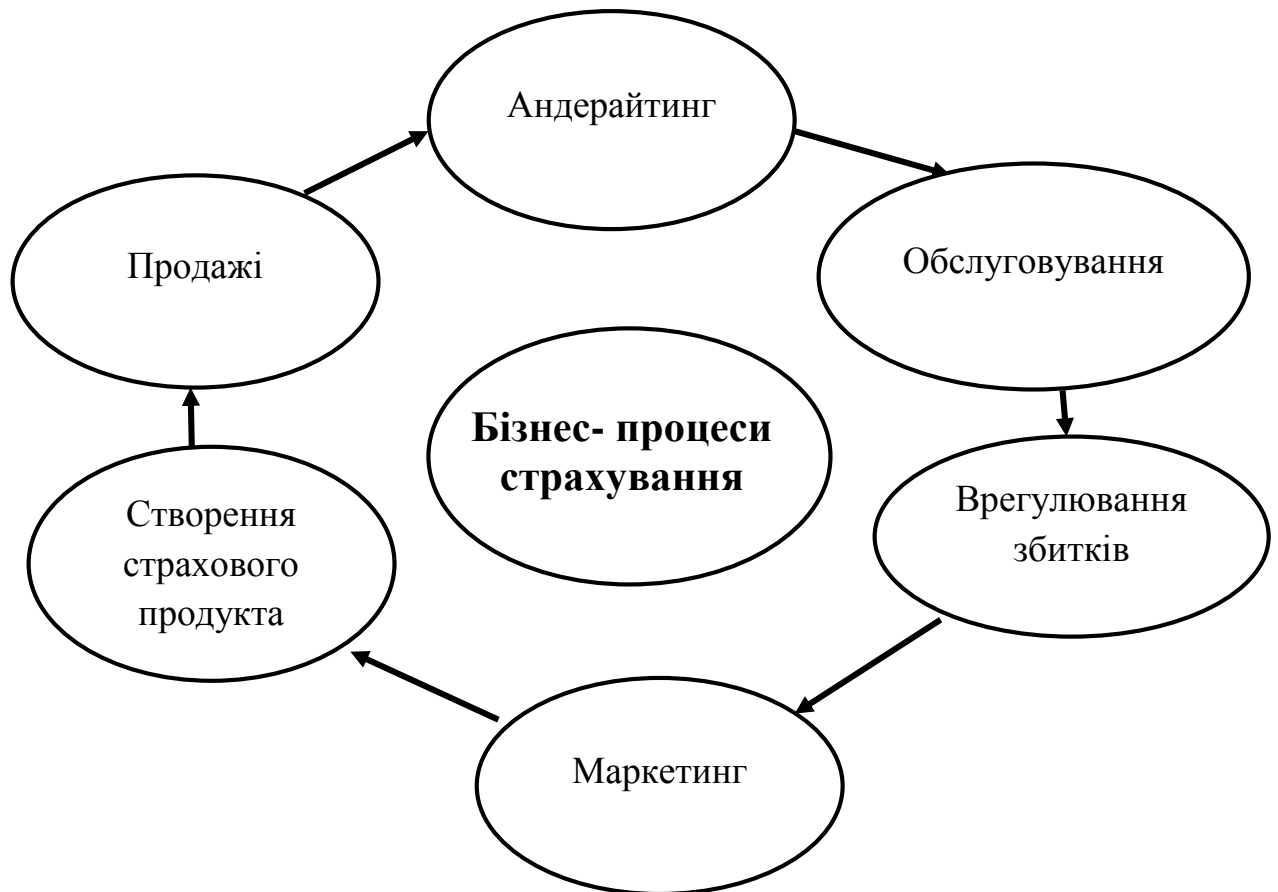 Андерайтинг
Продажі
Обслуговування
Бізнес- процеси
страхування
Створення
страхового
продукта
Врегулювання
збитків
Маркетинг